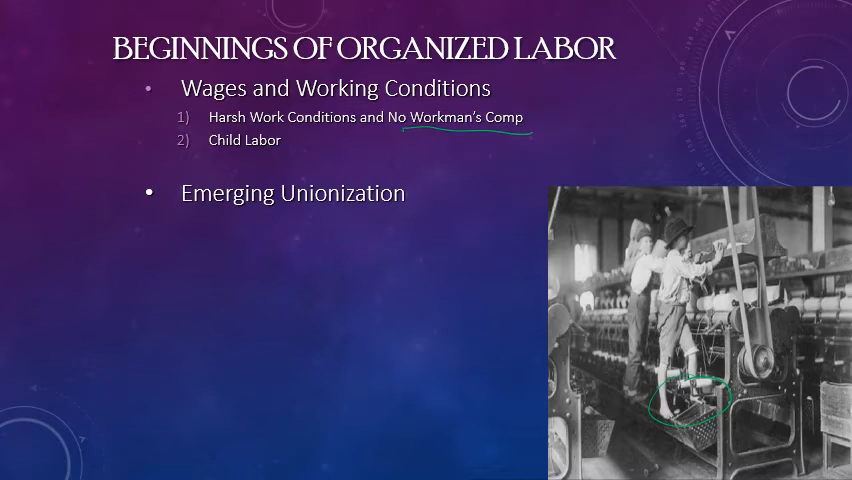 BEGINNINGS OF ORGANIZED LABOR
• Wages and Working Conditions
1) Harsh Work Conditions and No Workman's Comp
2) Child Labor
• Emerging Unionization